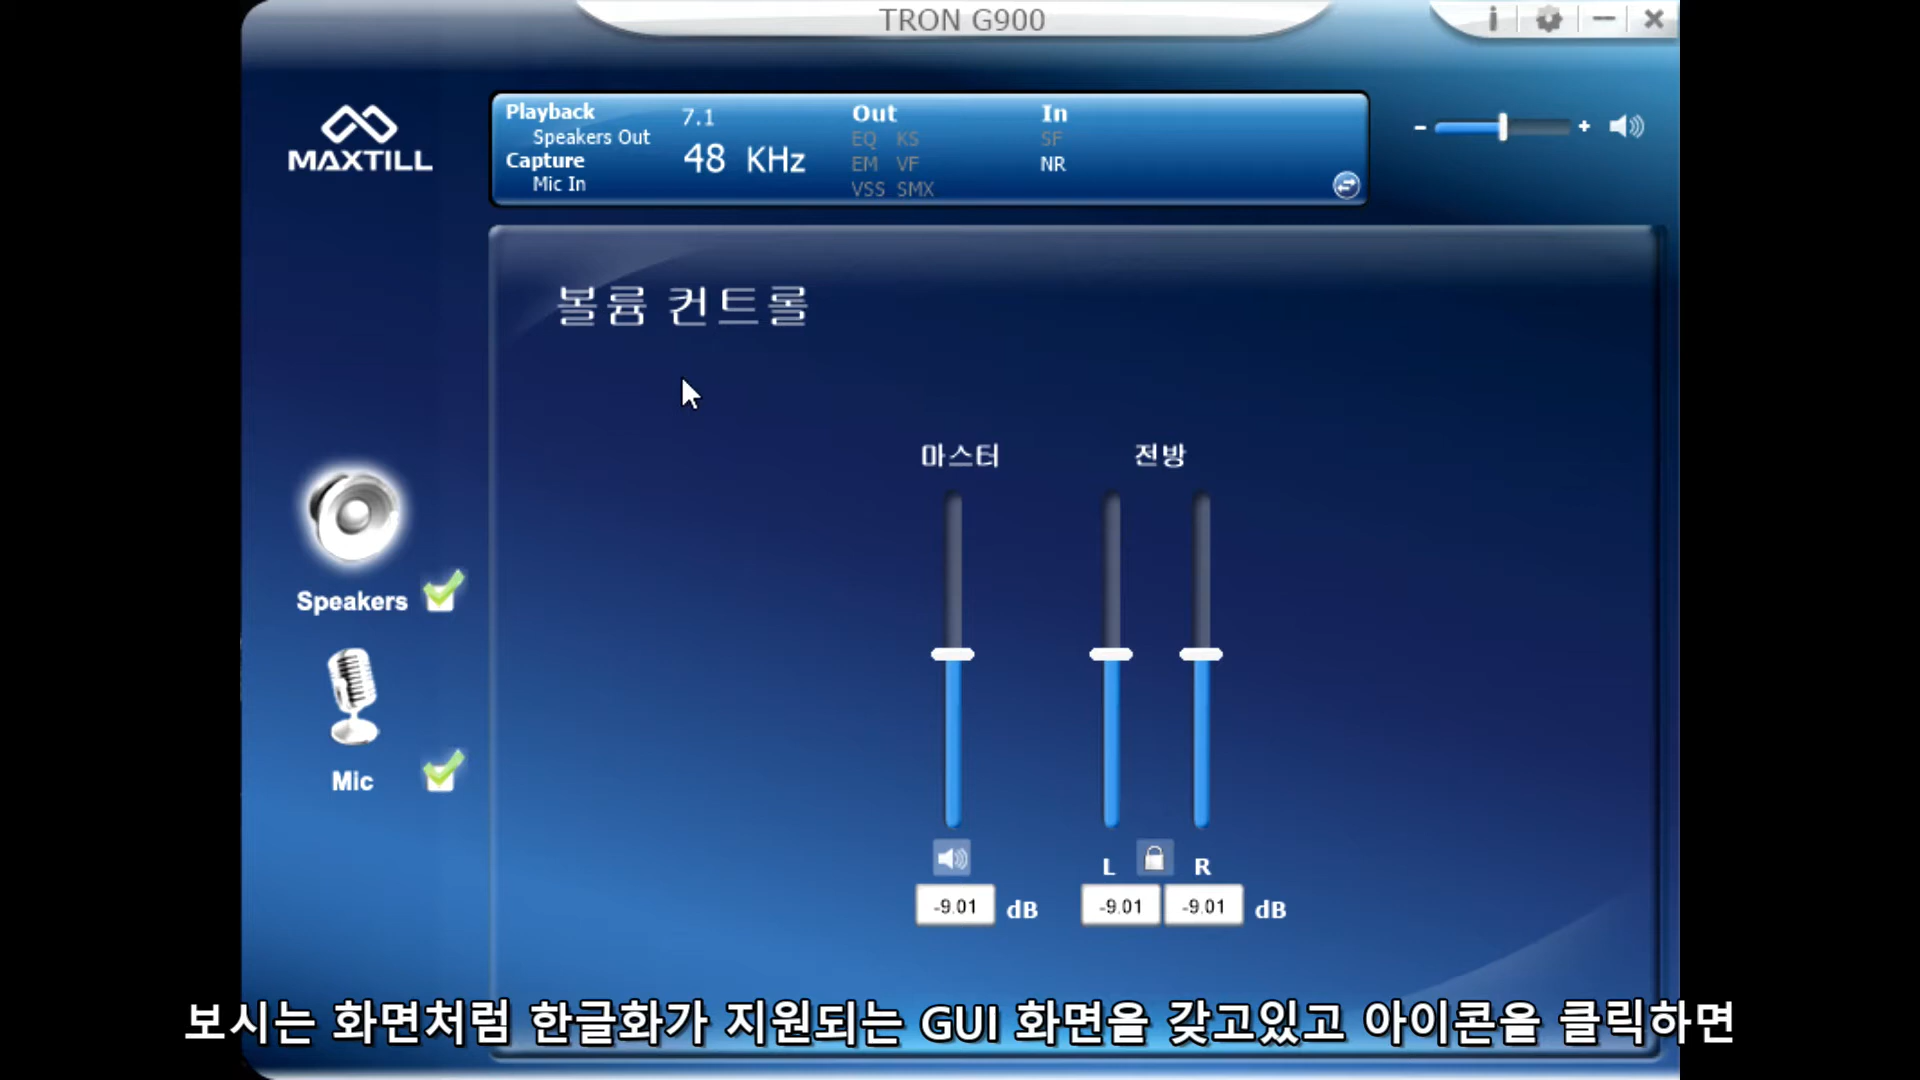 TRON G900
MAXTILL
Playback
Speakers Out
Capture
Mic In
7.1
48 KHz
Out
EQ KS
EM VF
VSS SMX
In
SF
NR
볼륨 컨트롤
마스터
전방
Speakers
Mic
L R
-9.01 dB
-9.01 -9.01 dB
보시는 화면처럼 한글화가 지원되는 GUI 화면을 갖고있고 아이콘을 클릭하면